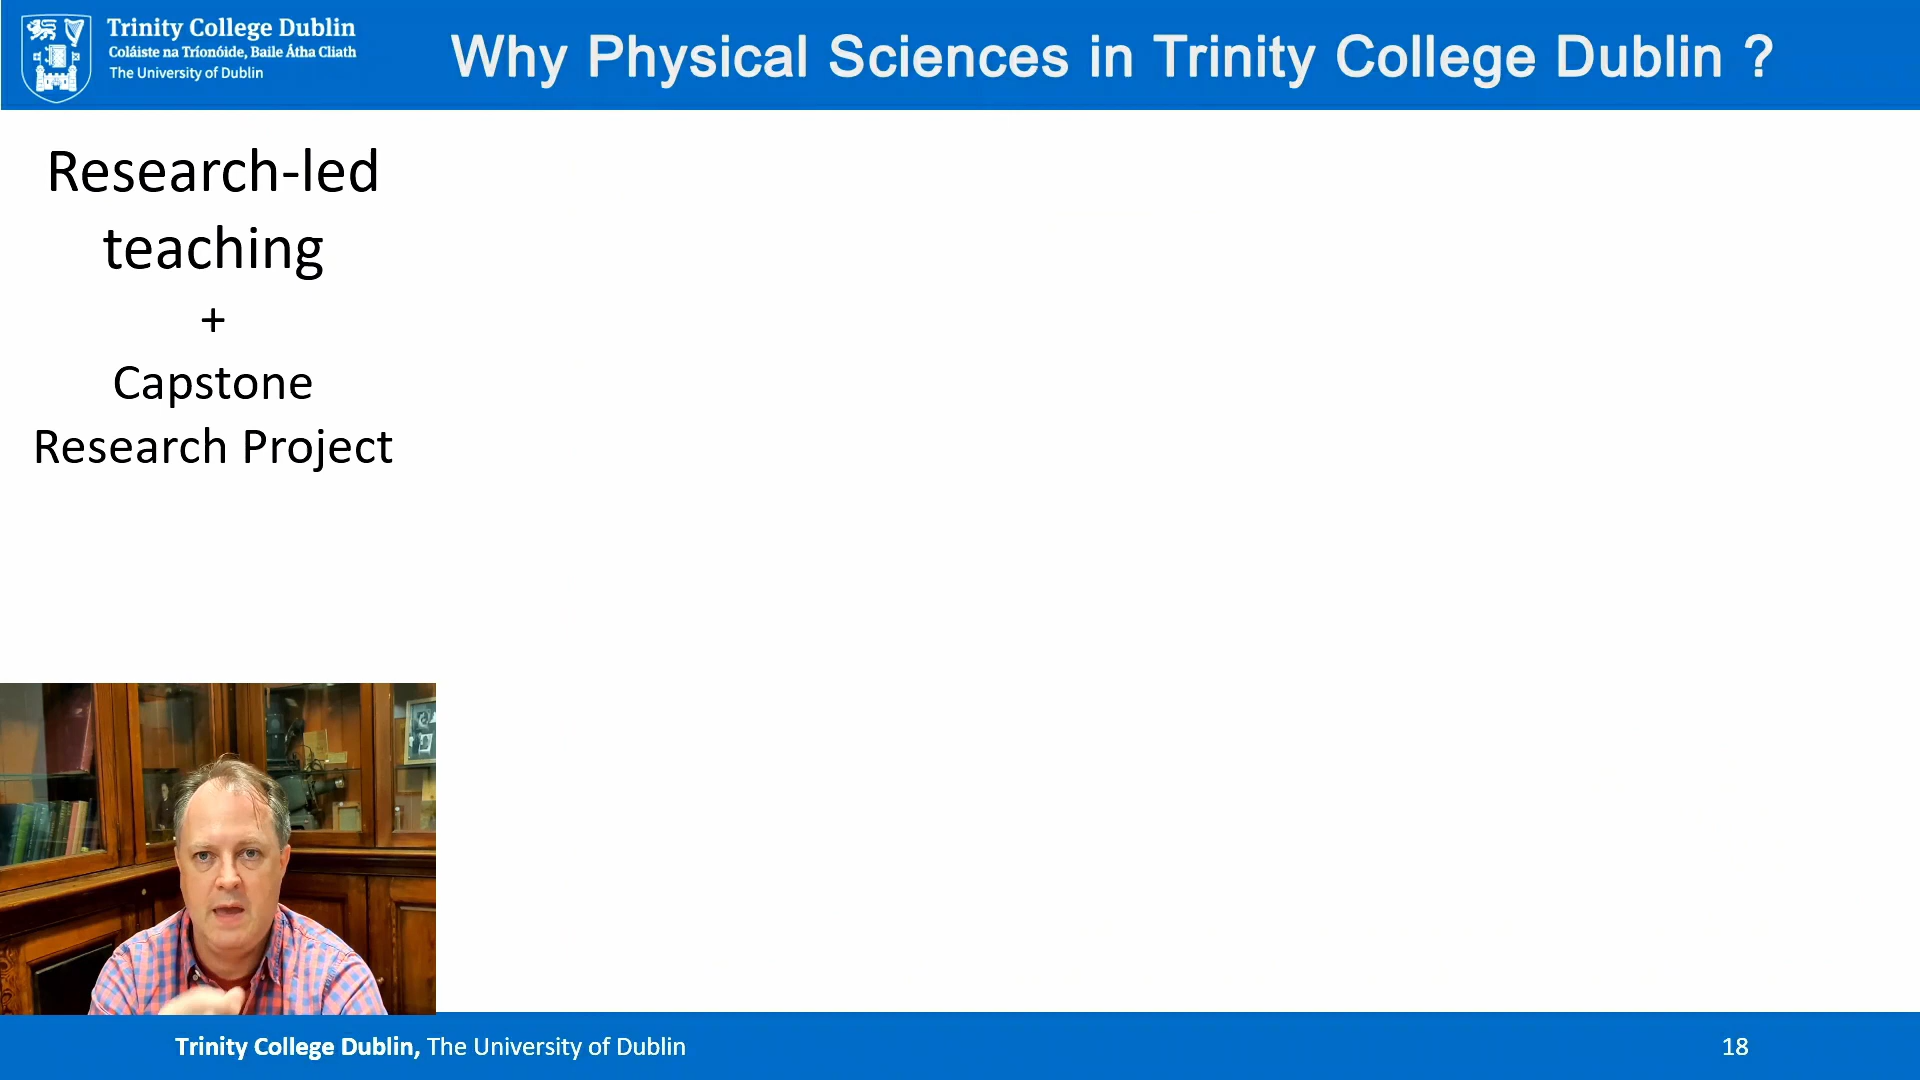 Trinity College Dublin
Coláiste na Tríonóide, Baile Átha Cliath
The University of Dublin
Why Physical Sciences in Trinity College Dublin ?
Research-led
teaching
+
Capstone
Research Project
Trinity College Dublin, The University of Dublin
18